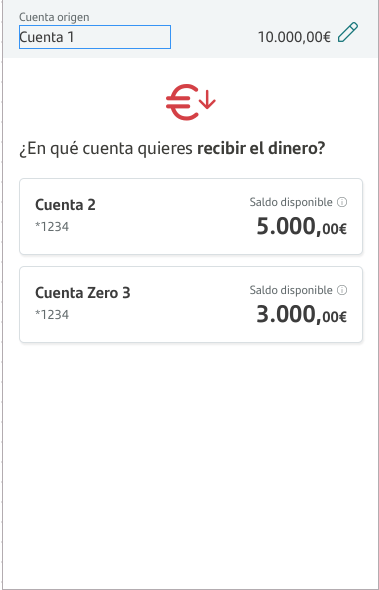 Cuenta origen
Cuenta 1 10.000,00€
¿En qué cuenta quieres recibir el dinero?
Cuenta 2 Saldo disponible
*1234 5.000,00€
Cuenta Zero 3 Saldo disponible
*1234 3.000,00€